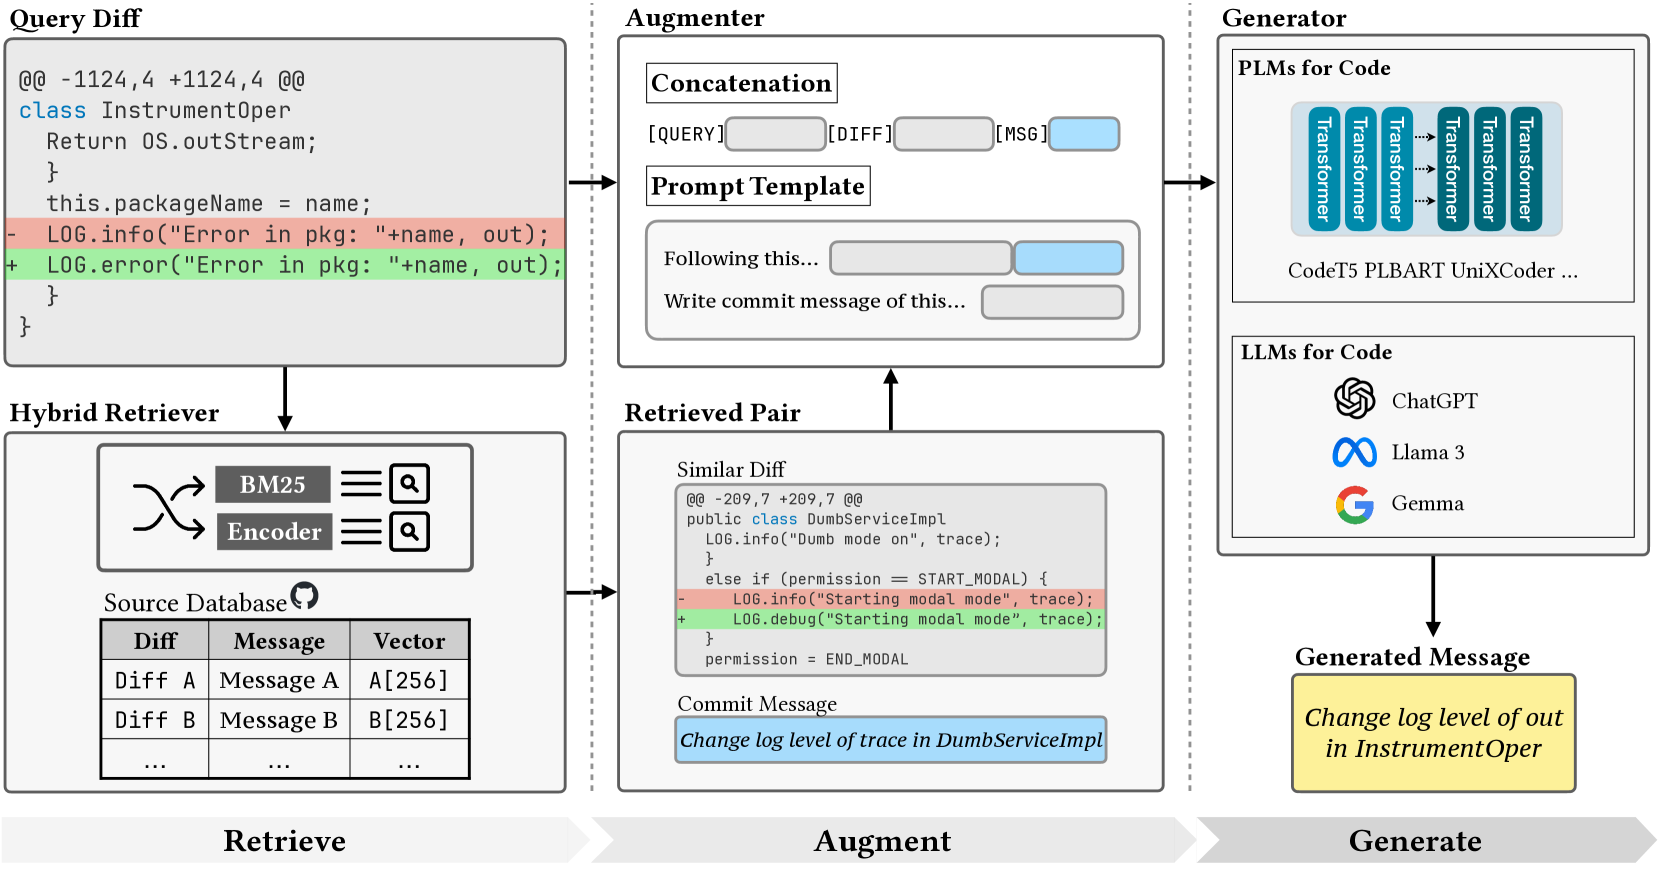 Query Diff
@@ -1124,4 +1124,4 @@
class InstrumentOper
Return OS.outStream;
}
this.packageName = name;
- LOG.info("Error in pkg: "+name, out);
+ LOG.error("Error in pkg: "+name, out);
}
}
Hybrid Retriever
BM25
Encoder
Source Database
Diff Message Vector
Diff A Message A A[256]
Diff B Message B B[256]
... ... ...
Retrieve
Augmenter
Concatenation
[QUERY] [DIFF] [MSG]
Prompt Template
Following this...
Write commit message of this...
Retrieved Pair
Similar Diff
@@ -209,7 +209,7 @@
public class DumbServiceImpl
LOG.info("Dumb mode on", trace);
}
else if (permission == START_MODAL) {
- LOG.info("Starting modal mode", trace);
+ LOG.debug("Starting modal mode”, trace);
}
permission = END_MODAL
Commit Message
Change log level of trace in DumbServiceImpl
Augment
Generator
PLMs for Code
Transformer
Transformer
Transformer
Transformer
Transformer
Transformer
CodeT5 PLBART UniXCoder ...
LLMs for Code
ChatGPT
Llama 3
Gemma
Generated Message
Change log level of out
in InstrumentOper
Generate